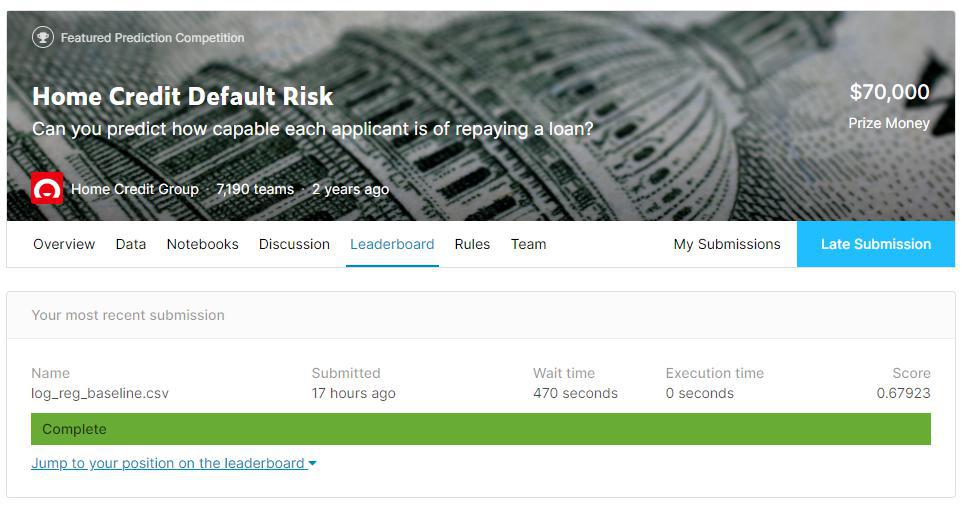 Featured Prediction Competition
Home Credit Default Risk
Can you predict how capable each applicant is of repaying a loan?
$70,000
Prize Money
Home Credit Group · 7,190 teams · 2 years ago
Overview Data Notebooks Discussion Leaderboard Rules Team My Submissions Late Submission
Your most recent submission
Name Submitted Wait time Execution time Score
log_reg_baseline.csv 17 hours ago 470 seconds 0 seconds 0.67923
Complete
Jump to your position on the leaderboard